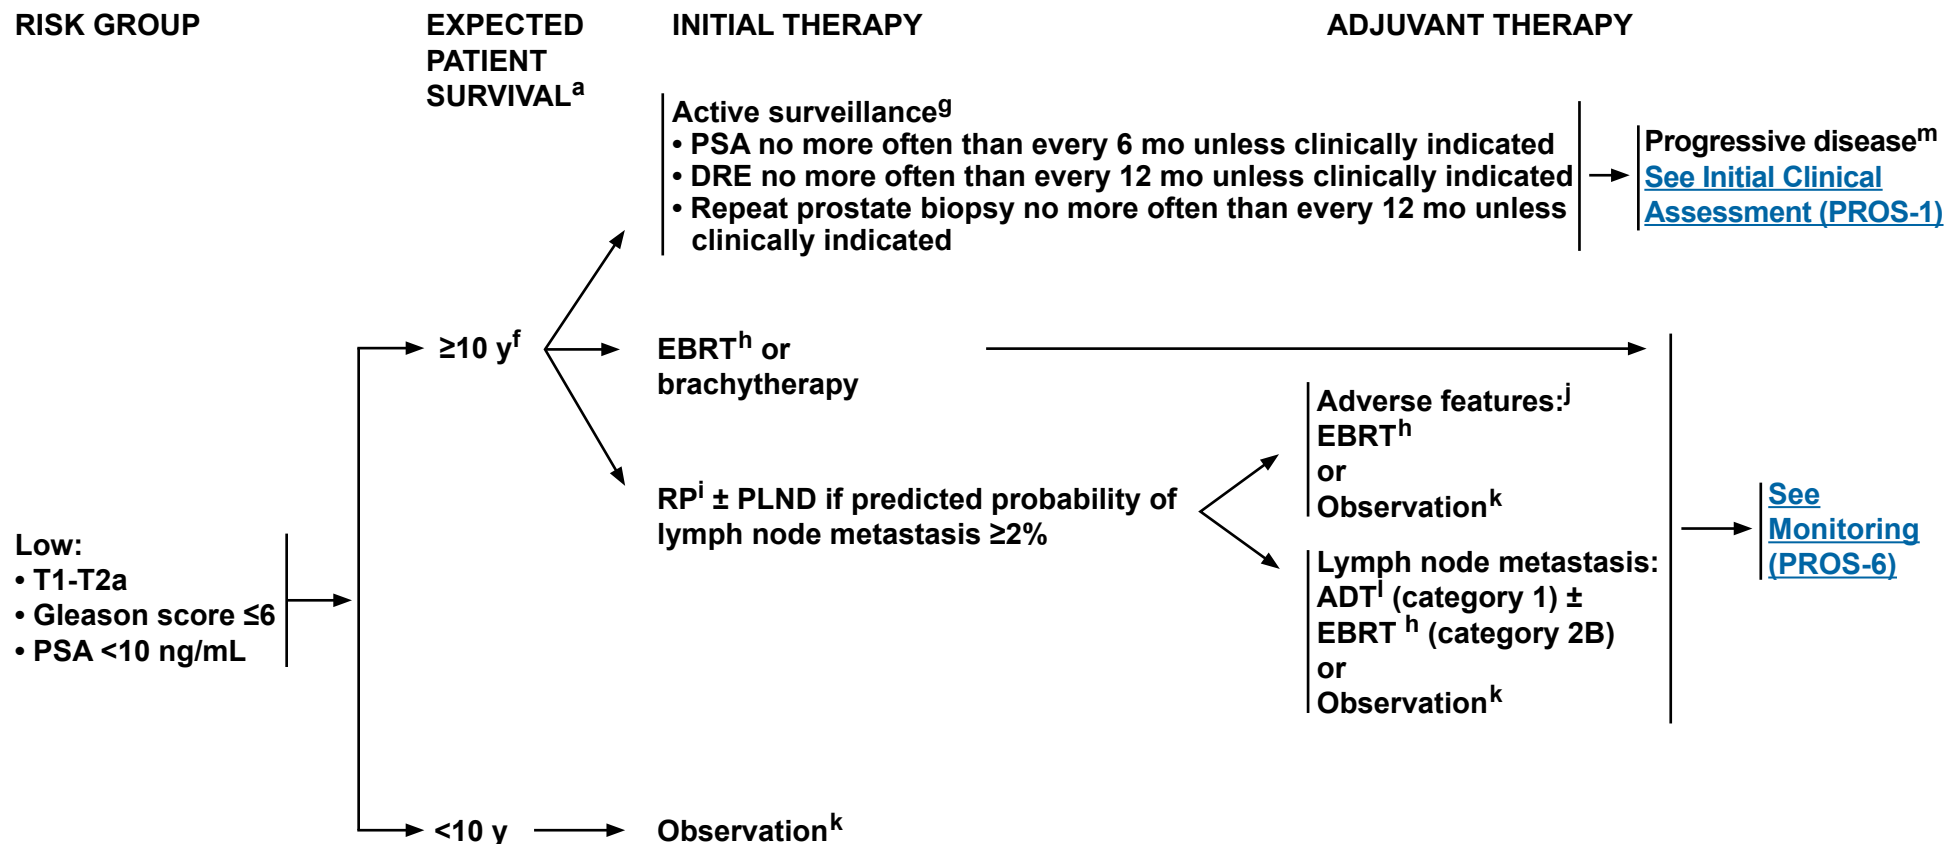 RISK GROUP
EXPECTED
PATIENT
SURVIVALa
INITIAL THERAPY
ADJUVANT THERAPY
Active surveillanceg
• PSA no more often than every 6 mo unless clinically indicated
• DRE no more often than every 12 mo unless clinically indicated
• Repeat prostate biopsy no more often than every 12 mo unless
clinically indicated
Progressive diseasem
See Initial Clinical
Assessment (PROS-1)
≥10 yf
EBRTh or
brachytherapy
Adverse features:j
EBRTh
or
Observationk
RPi ± PLND if predicted probability of
lymph node metastasis ≥2%
See
Monitoring
(PROS-6)
Low:
• T1-T2a
• Gleason score ≤6
• PSA <10 ng/mL
Lymph node metastasis:
ADTl (category 1) ±
EBRT h (category 2B)
or
Observationk
<10 y
Observationk